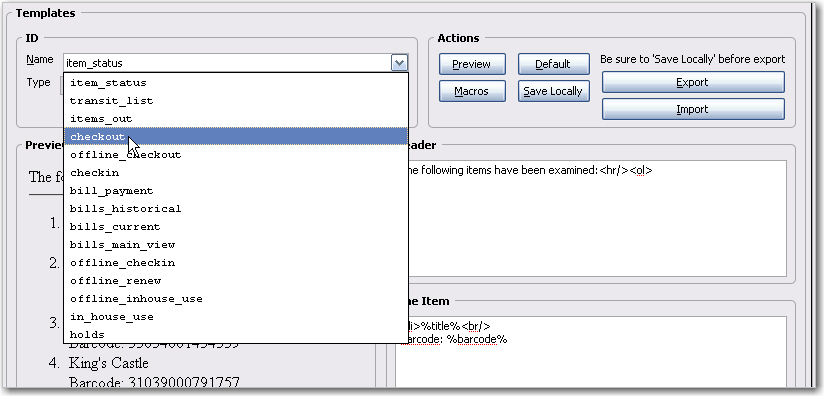 Templates
ID
Name item_status
Type
item_status
transit_list
items_out
checkout
offline_checkout
checkin
bill_payment
bills_historical
bills_current
bills_main_view
offline_checkin
offline_renew
offline_inhouse_use
in_house_use
holds
Actions
Preview Default Be sure to 'Save Locally' before export
Macros Save Locally Export
Import
Preview
The fo
1.
2.
3.
4. King's Castle
Barcode: 31039000791757
eader
he following items have been examined:<hr/><ol>
ne Item
li>%title%<br/>
arcode: %barcode%